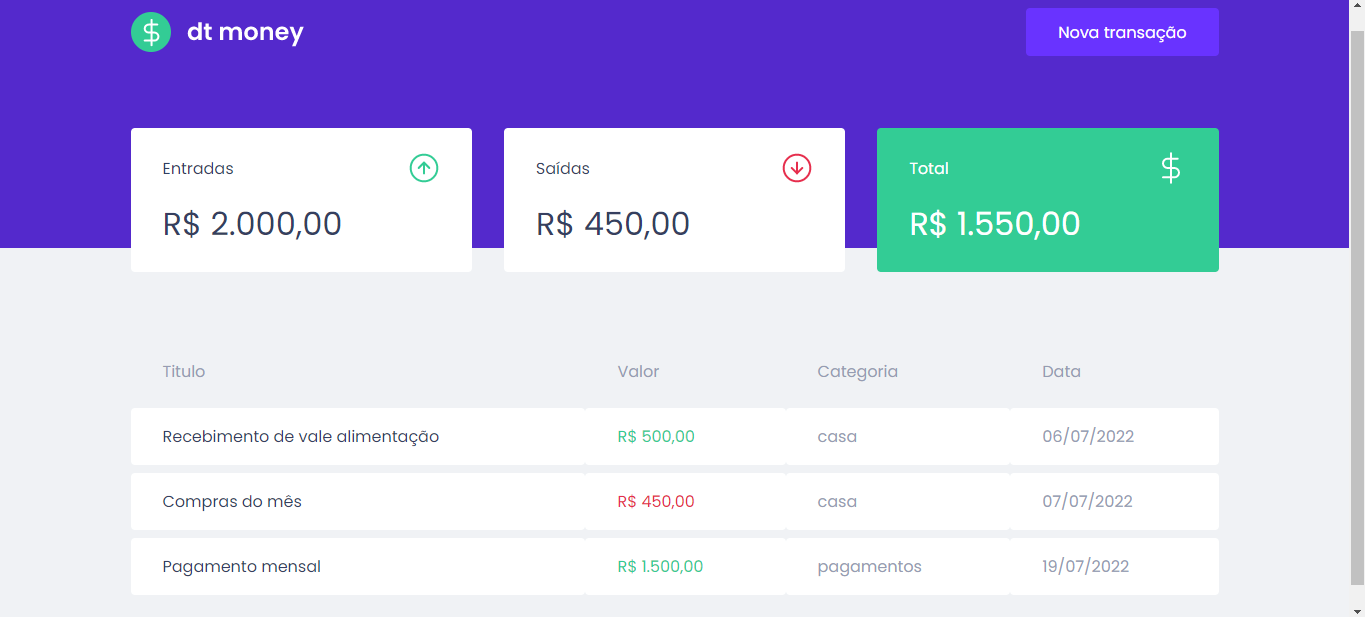 $ dt money Nova transação
Entradas Saídas Total $
R$ 2.000,00 R$ 450,00 R$ 1.550,00
Titulo Valor Categoria Data
Recebimento de vale alimentação R$ 500,00 casa 06/07/2022
Compras do mês R$ 450,00 casa 07/07/2022
Pagamento mensal R$ 1.500,00 pagamentos 19/07/2022